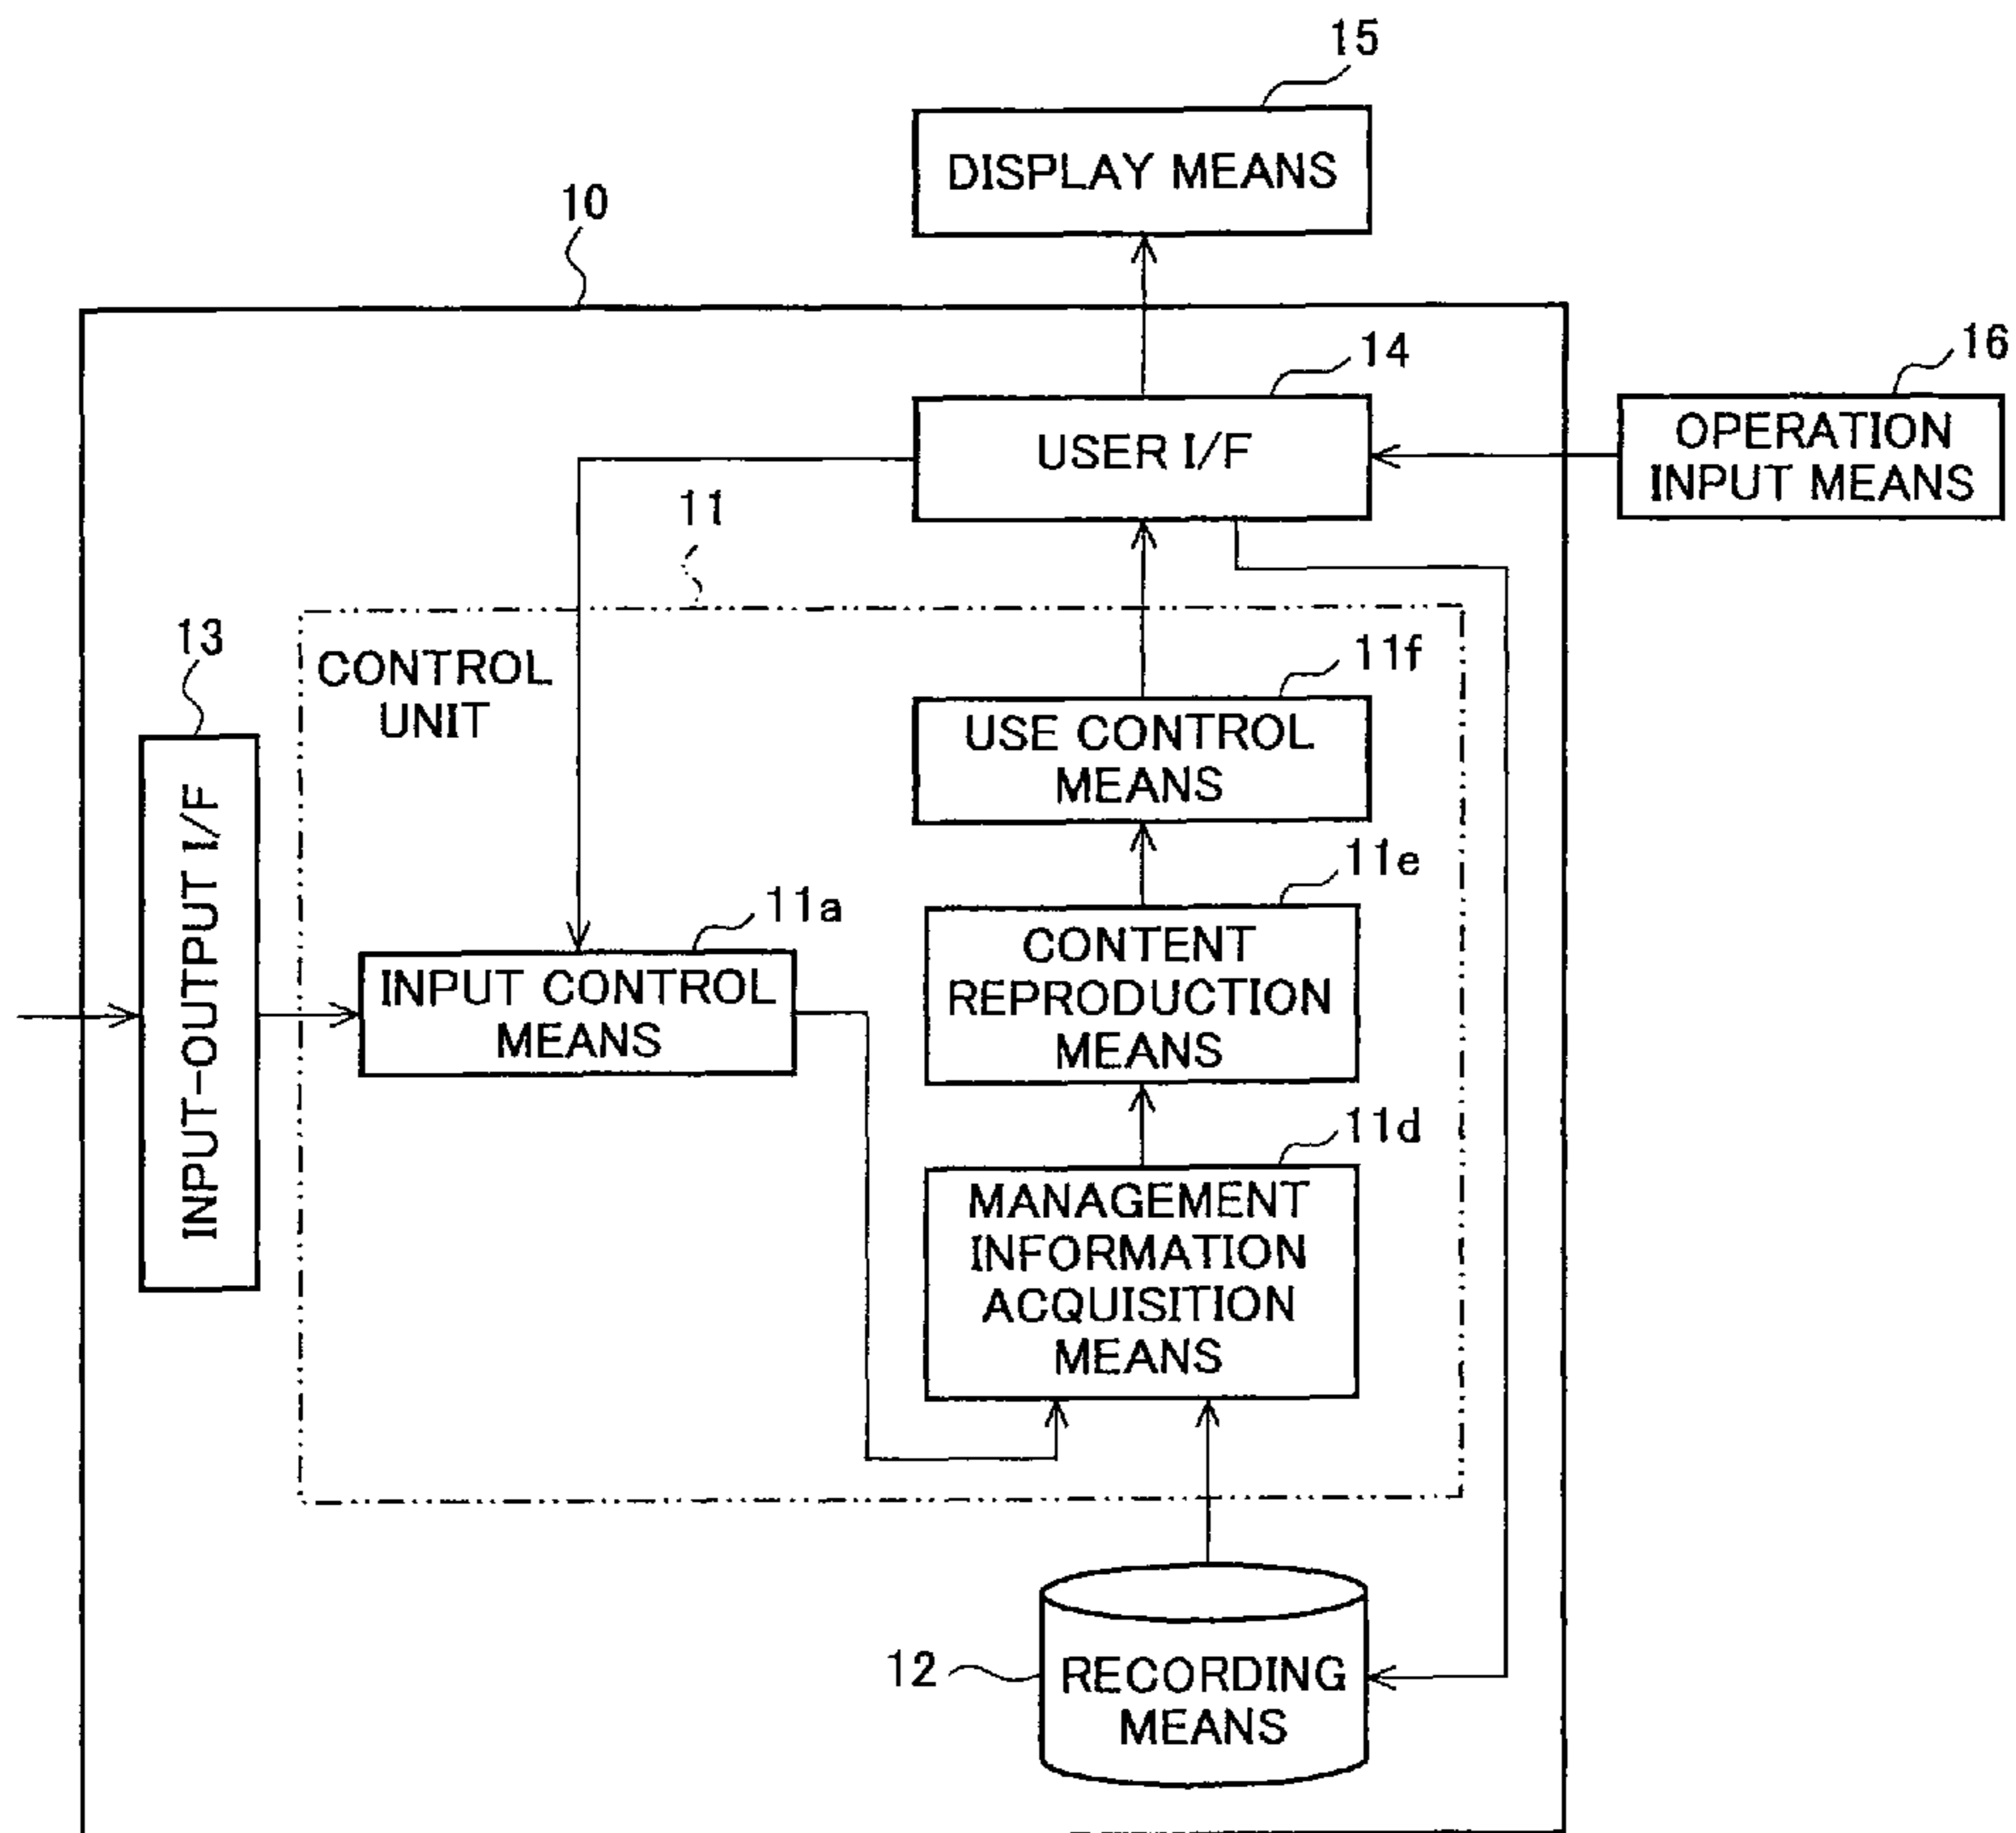 15
DISPLAY MEANS
10
14
USER I/F
16
OPERATION
INPUT MEANS
11
CONTROL
UNIT
13
INPUT-OUTPUT I/F
11f
USE CONTROL
MEANS
11a
INPUT CONTROL
MEANS
11e
CONTENT
REPRODUCTION
MEANS
11d
MANAGEMENT
INFORMATION
ACQUISITION
MEANS
12
RECORDING
MEANS